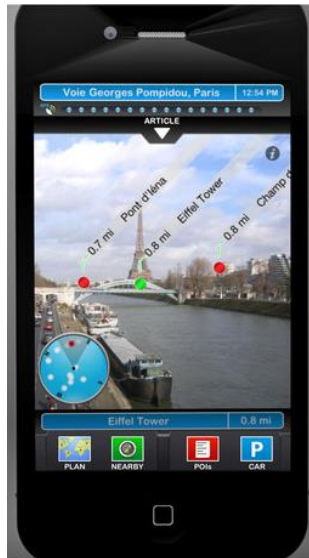 Voie Georges Pompidou, Paris 12:54 PM
ARTICLE
0.7 mi Pont d'Iéna
0.8 mi Eiffel Tower
0.8 mi Champ d
i
Eiffel Tower 0.8 mi
PLAN NEARBY POIs P CAR